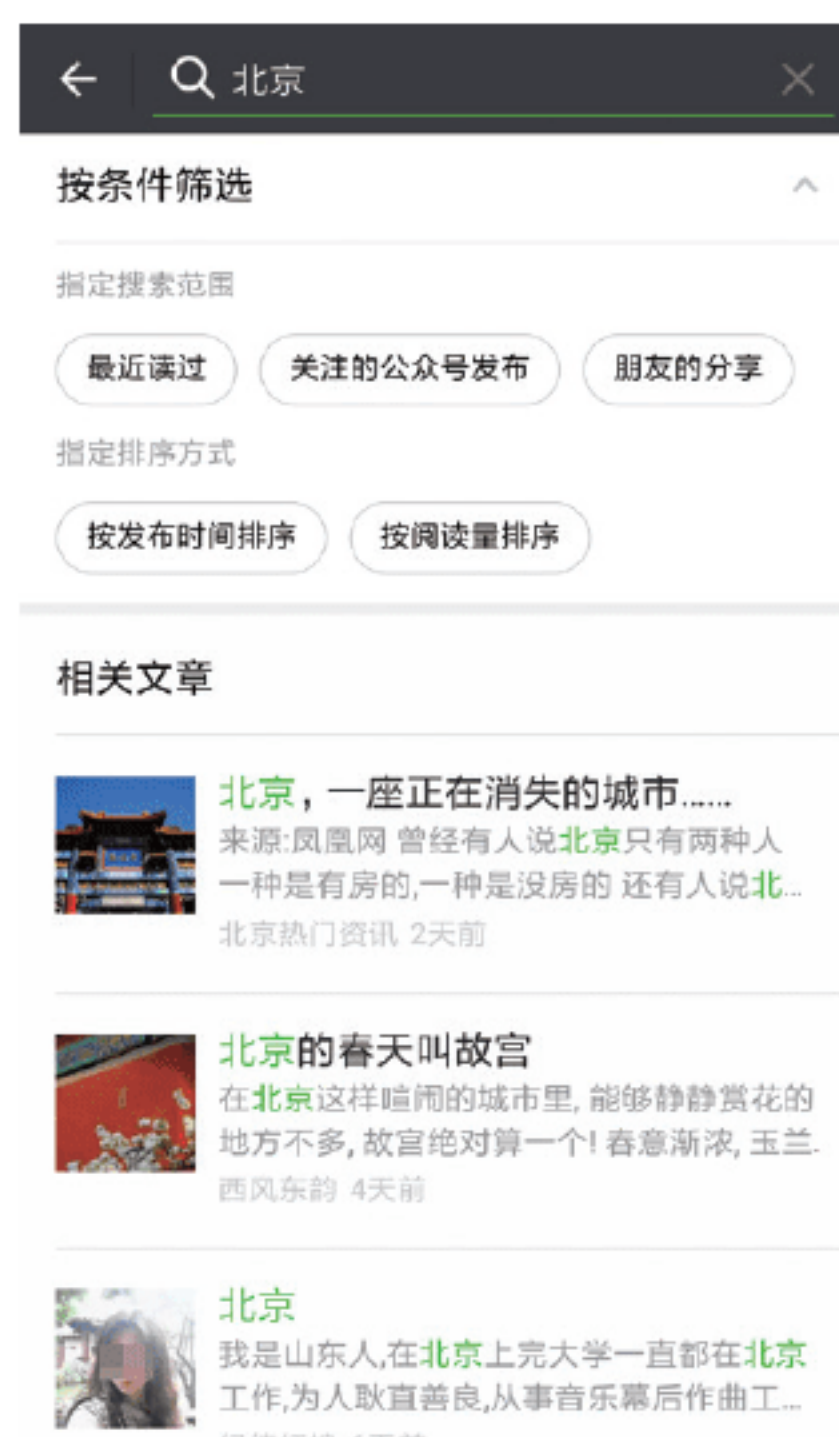 北京
按条件筛选
指定搜索范围
最近读过 关注的公众号发布 朋友的分享
指定排序方式
按发布时间排序 按阅读量排序
相关文章
北京，一座正在消失的城市......
来源:凤凰网 曾经有人说北京只有两种人
一种是有房的,一种是没房的 还有人说北...
北京热门资讯 2天前
北京的春天叫故宫
在北京这样喧闹的城市里, 能够静静赏花的
地方不多, 故宫绝对算一个! 春意渐浓, 玉兰.
西风东韵 4天前
北京
我是山东人,在北京上完大学一直都在北京
工作,为人耿直善良,从事音乐幕后作曲工...